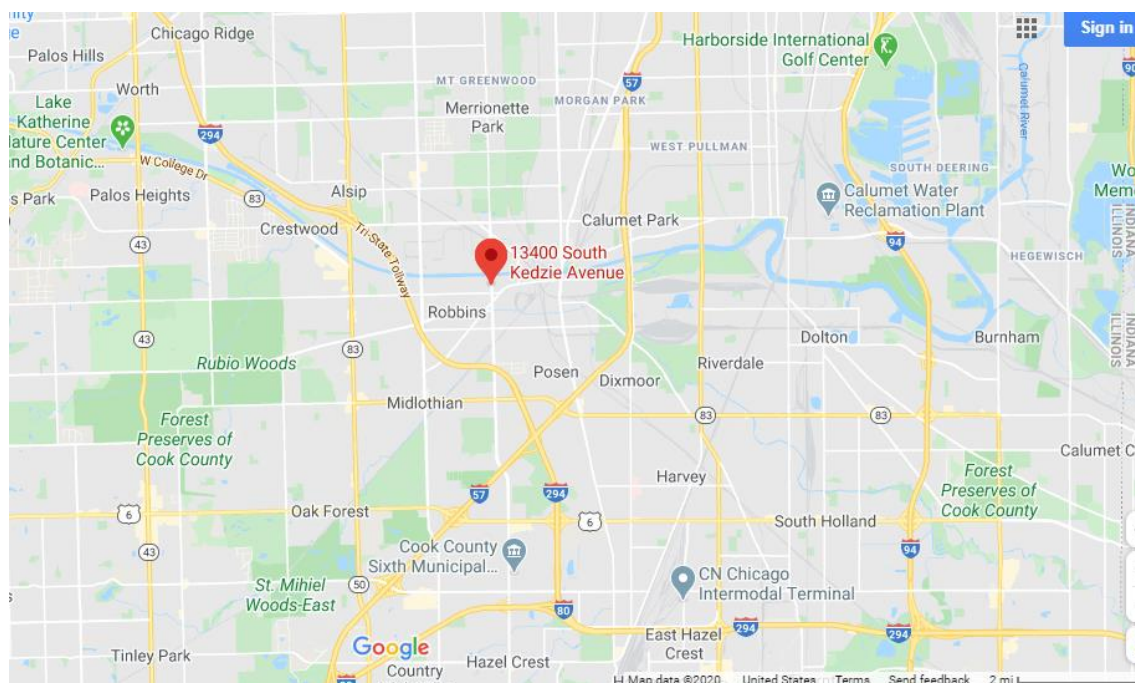 Chicago Ridge
Palos Hills
Worth
Lake
Katherine
Nature Center
and Botanic...
294
W College Dr
Palos Heights
s Park
83
43
Alsip
Crestwood
Tri-State Tollway
MT GREENWOOD
Merrionette
Park
MORGAN PARK
57
Harborside International
Golf Center
Sign in
90
Calumet River
WEST PULLMAN
SOUTH DEERING
Wo
Mem
Calumet Water
Reclamation Plant
Calumet Park
94
HEGEWISCH
INDIANA
ILLINOIS
13400 South
Kedzie Avenue
Robbins
43
83
Rubio Woods
Posen
Dixmoor
Riverdale
Dolton
Burnham
INDIANA
ILLINOIS
Midlothian
83
83
Forest
Preserves of
Cook County
Calumet C
Harvey
Forest
Preserves of
Cook County
57
294
6
Oak Forest
6
South Holland
43
Cook County
Sixth Municipal...
94
St. Mihiel
Woods-East
50
CN Chicago
Intermodal Terminal
80
East Hazel
Crest
294
294
Google
Tinley Park
Country
Hazel Crest
Map data ©2020 United States Terms Send feedback 2 mi